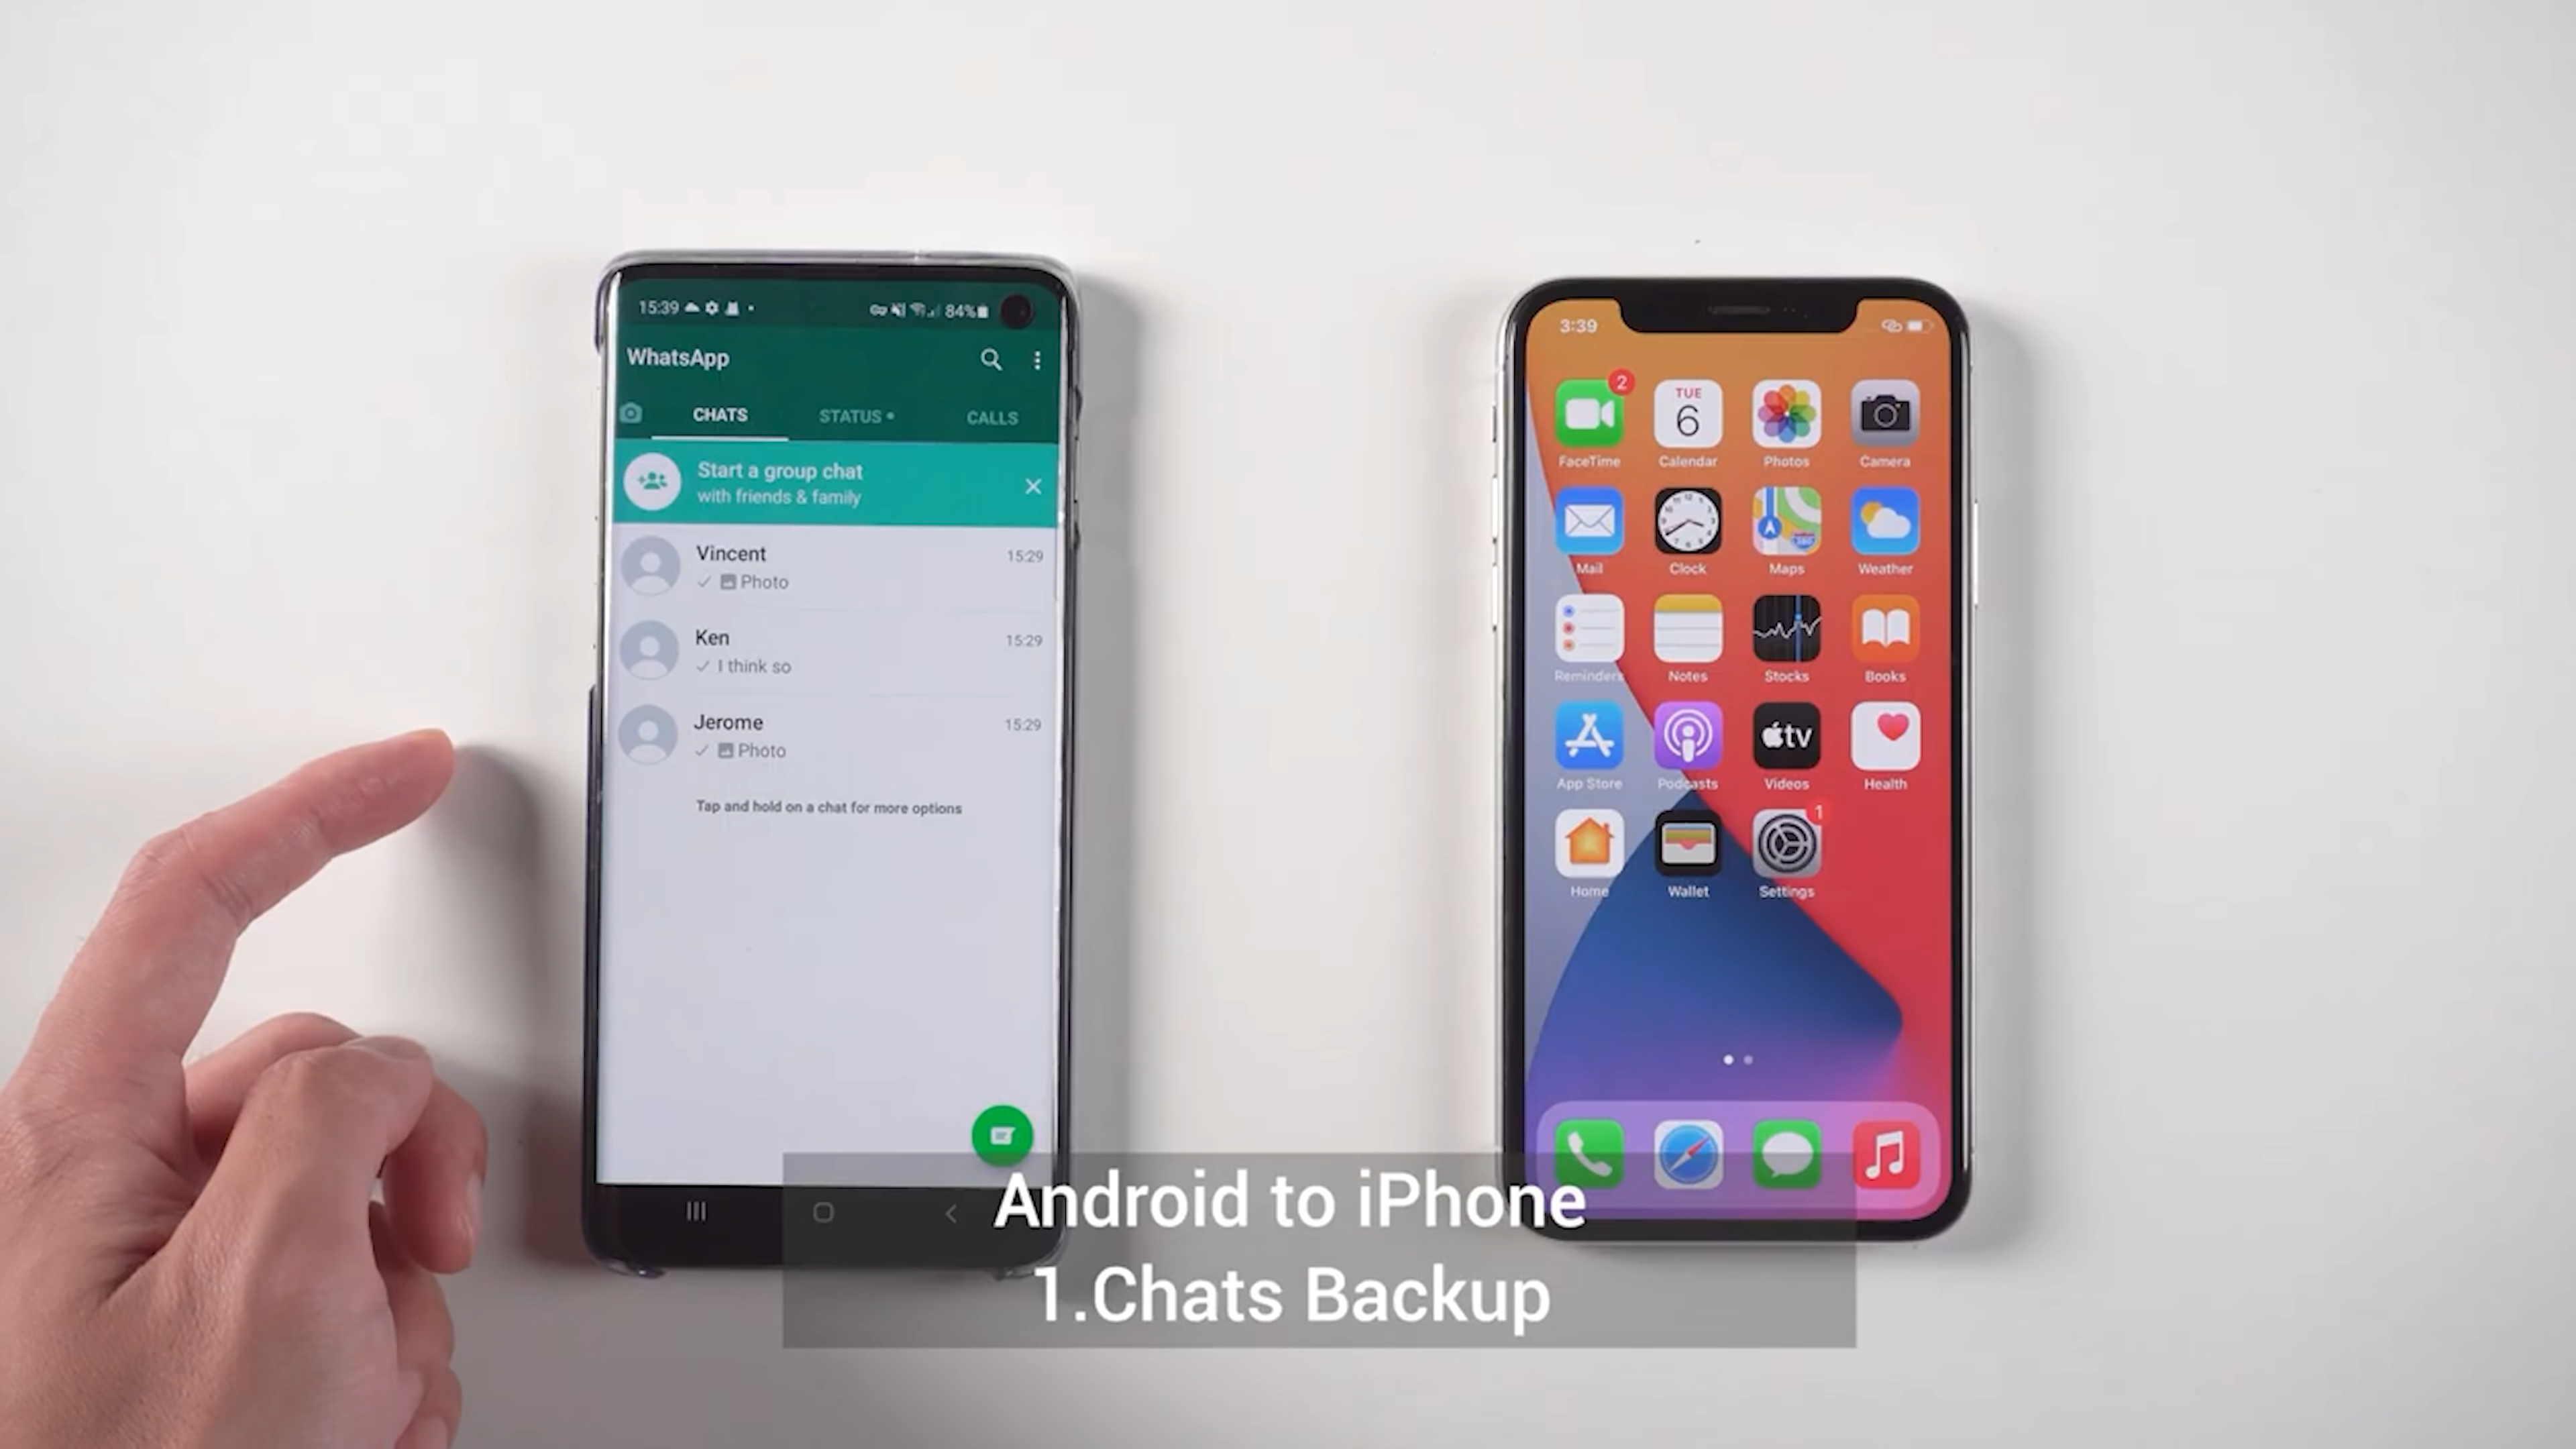 15:39
84%
WhatsApp
CHATS
STATUS
CALLS
Start a group chat
with friends & family
Vincent
15:29
Photo
Ken
15:29
I think so
Jerome
15:29
Photo
Tap and hold on a chat for more options
3:39
2
TUE
6
FaceTime
Calendar
Photos
Camera
Mail
Clock
Maps
Weather
Reminders
Notes
Stocks
Books
tv
App Store
Podcasts
Videos
Health
1
Home
Wallet
Settings
Android to iPhone
1.Chats Backup